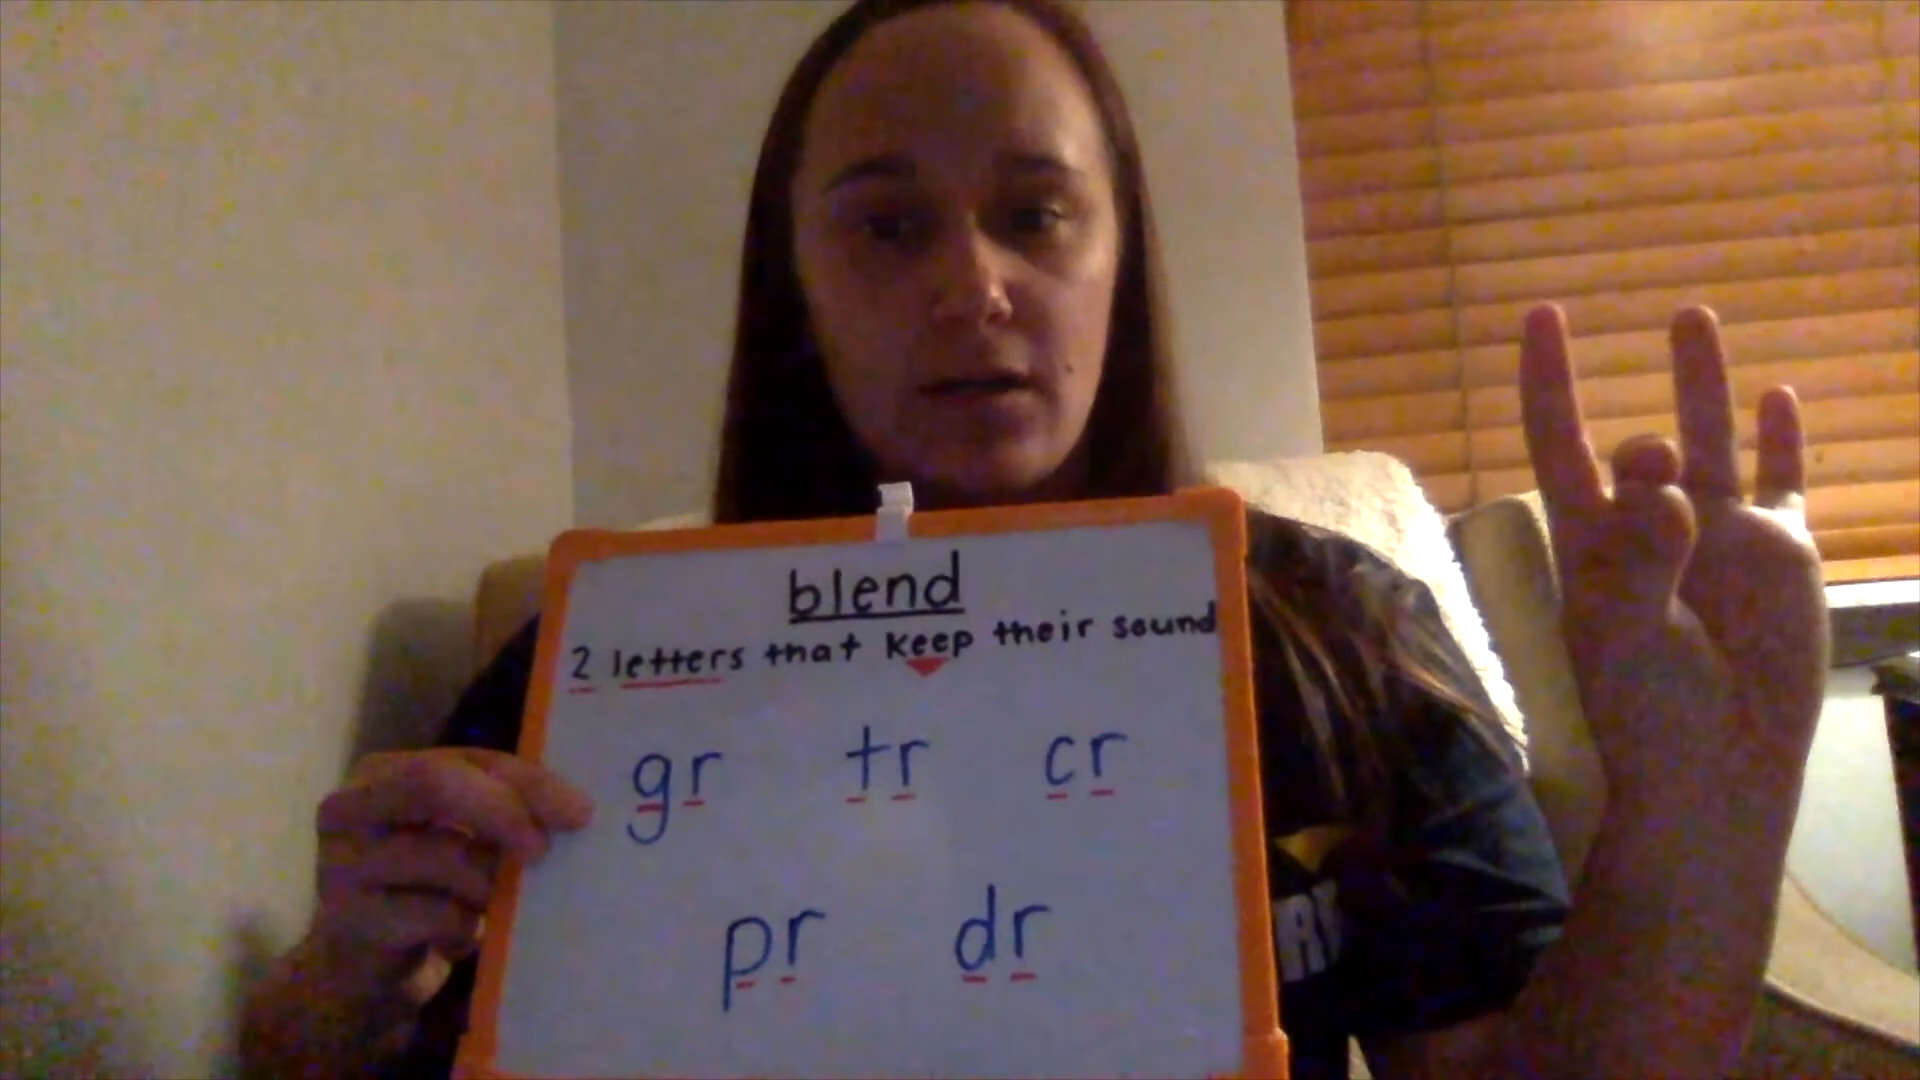 blend
2 letters that keep their sound
gr tr cr
pr dr